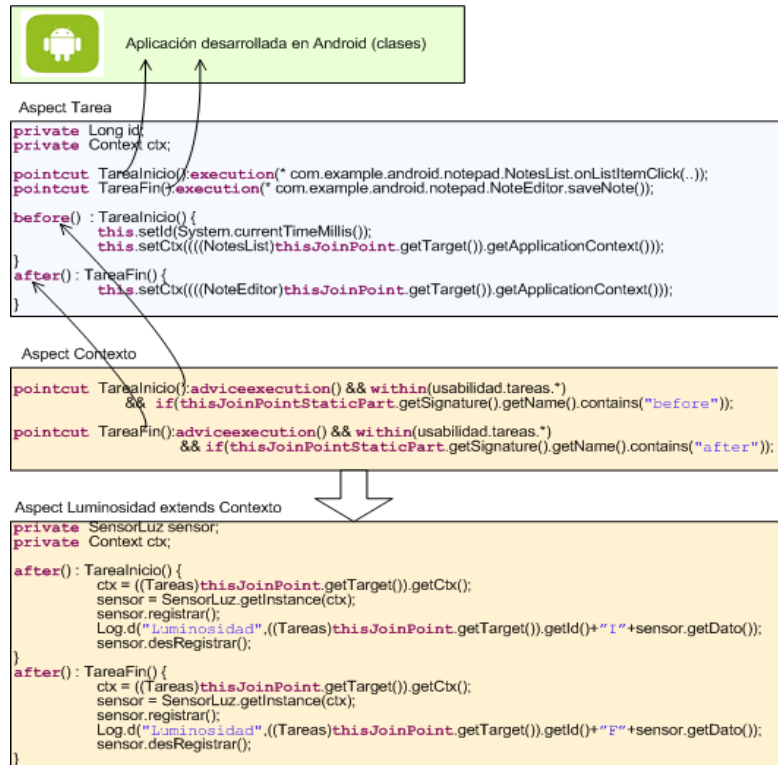 Aplicación desarrollada en Android (clases)
Aspect Tarea
private Long id;
private Context ctx;
pointcut TareaInicio():execution(* com.example.android.notepad.NotesList.onListItemClick(..));
pointcut TareaFin():execution(* com.example.android.notepad.NoteEditor.saveNote());
before() : TareaInicio() {
this.setId(System.currentTimeMillis());
this.setCtx((((NotesList)thisJoinPoint.getTarget()).getApplicationContext()));
}
after() : TareaFin() {
this.setCtx((((NoteEditor)thisJoinPoint.getTarget()).getApplicationContext()));
}
Aspect Contexto
pointcut TareaInicio():adviceexecution() && within(usabilidad.tareas.*)
&& if(thisJoinPointStaticPart.getSignature().getName().contains("before"));
pointcut TareaFin():adviceexecution() && within(usabilidad.tareas.*)
&& if(thisJoinPointStaticPart.getSignature().getName().contains("after"));
Aspect Luminosidad extends Contexto
private SensorLuz sensor;
private Context ctx;
after() : TareaInicio() {
ctx = ((Tareas)thisJoinPoint.getTarget()).getCtx();
sensor = SensorLuz.getInstance(ctx);
sensor.registrar();
Log.d("Luminosidad",((Tareas)thisJoinPoint.getTarget()).getId()+"I"+sensor.getDato());
sensor.desRegistrar();
}
after() : TareaFin() {
ctx = ((Tareas)thisJoinPoint.getTarget()).getCtx();
sensor = SensorLuz.getInstance(ctx);
sensor.registrar();
Log.d("Luminosidad",((Tareas)thisJoinPoint.getTarget()).getId()+"F"+sensor.getDato());
sensor.desRegistrar();
}